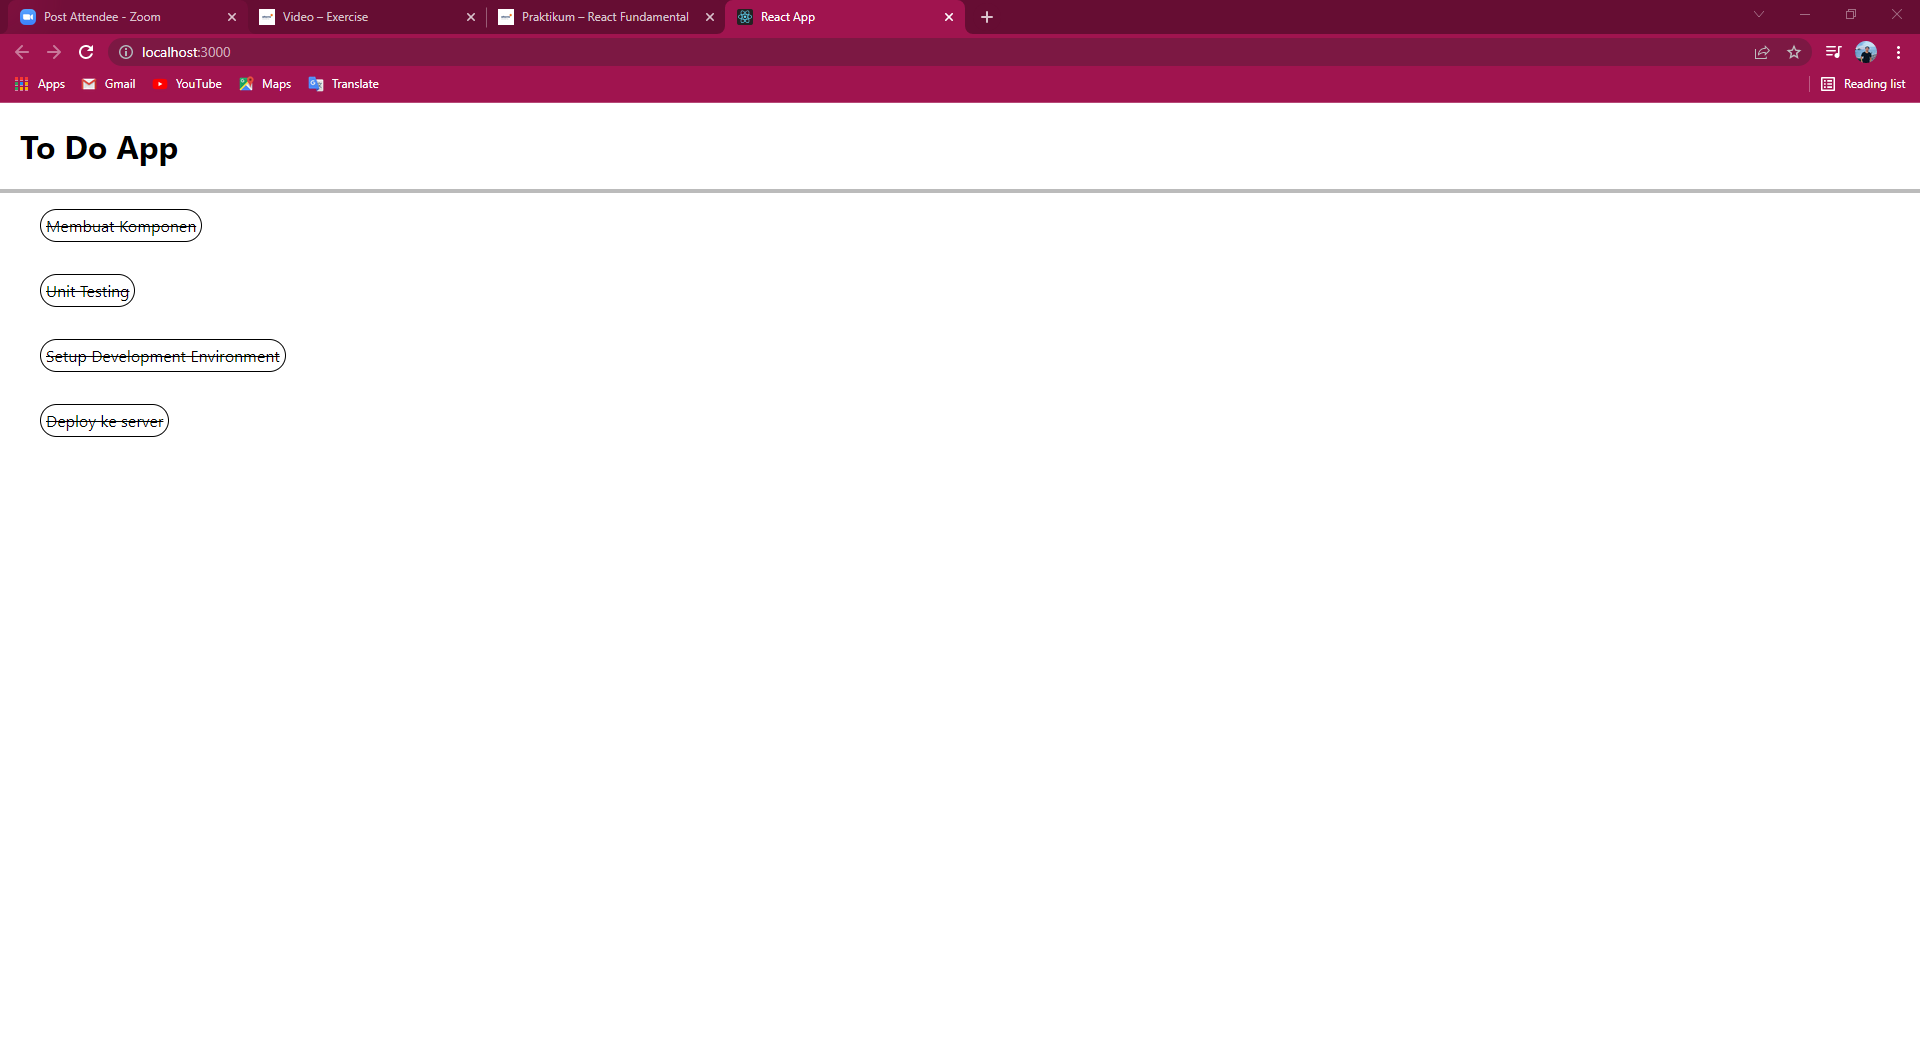 Post Attendee - Zoom
Video – Exercise
Praktikum – React Fundamental
React App
localhost:3000
Apps
Gmail
YouTube
Maps
Translate
Reading list
To Do App
Membuat Komponen
Unit Testing
Setup Development Environment
Deploy ke server